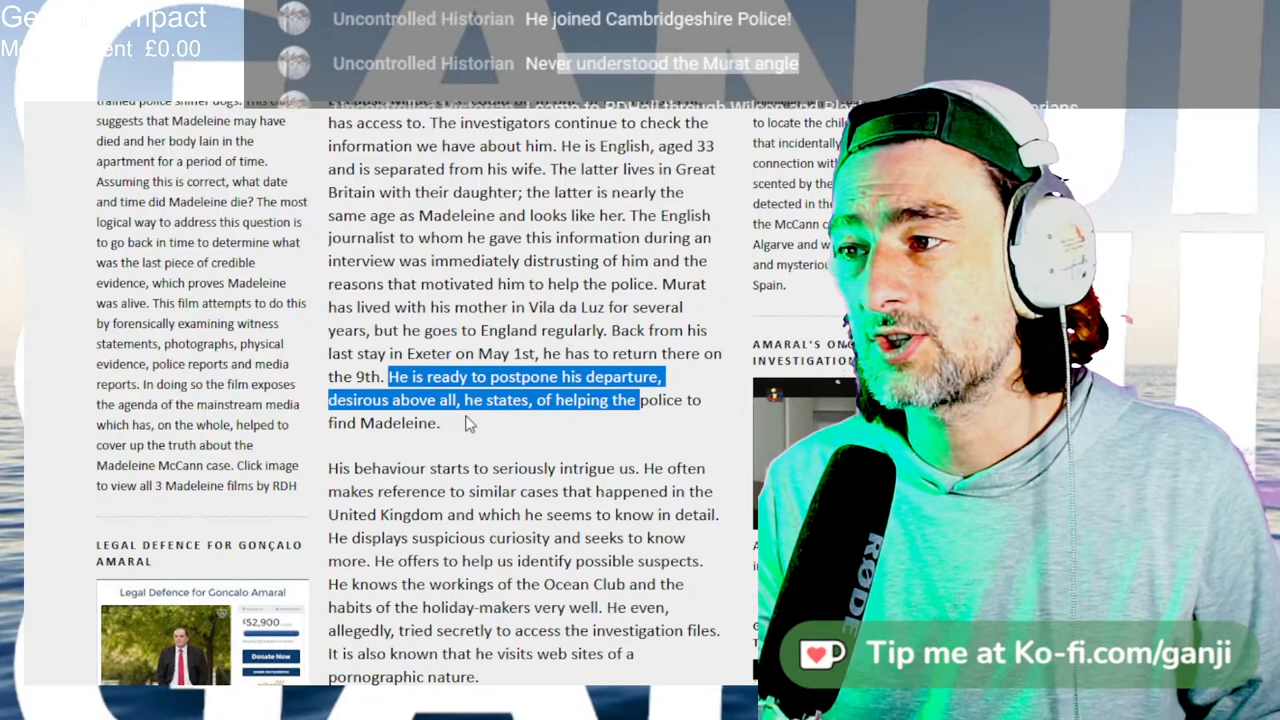 Uncontrolled Historian He joined Cambridgeshire Police!
Uncontrolled Historian Never understood the Murat angle
£0.00
trained police sniffer dogs. This
suggests that Madeleine may have
died and her body lain in the
apartment for a period of time.
Assuming this is correct, what date
and time did Madeleine die? The most
logical way to address this question is
to go back in time to determine what
was the last piece of credible
evidence, which proves Madeleine
was alive. This film attempts to do this
by forensically examining witness
statements, photographs, physical
evidence, police reports and media
reports. In doing so the film exposes
the agenda of the mainstream media
which has, on the whole, helped to
cover up the truth about the
Madeleine McCann case. Click image
to view all 3 Madeleine films by RDH
LEGAL DEFENCE FOR GONÇALO
AMARAL
Legal Defence for Goncalo Amaral
£52,900
Donate Now
has access to. The investigators continue to check the
information we have about him. He is English, aged 33
and is separated from his wife. The latter lives in Great
Britain with their daughter; the latter is nearly the
same age as Madeleine and looks like her. The English
journalist to whom he gave this information during an
interview was immediately distrusting of him and the
reasons that motivated him to help the police. Murat
has lived with his mother in Vila da Luz for several
years, but he goes to England regularly. Back from his
last stay in Exeter on May 1st, he has to return there on
the 9th. He is ready to postpone his departure,
desirous above all, he states, of helping the police to
find Madeleine.
His behaviour starts to seriously intrigue us. He often
makes reference to similar cases that happened in the
United Kingdom and which he seems to know in detail.
He displays suspicious curiosity and seeks to know
more. He offers to help us identify possible suspects.
He knows the workings of the Ocean Club and the
habits of the holiday-makers very well. He even,
allegedly, tried secretly to access the investigation files.
It is also known that he visits web sites of a
pornographic nature.
to locate the
that incidentally
connection
scented by the
detected in the
the McCann
Algarve and
and mysterious
Spain.
AMARAL'S
INVESTIGATION
RØDE
Tip me at Ko-fi.com/ganji